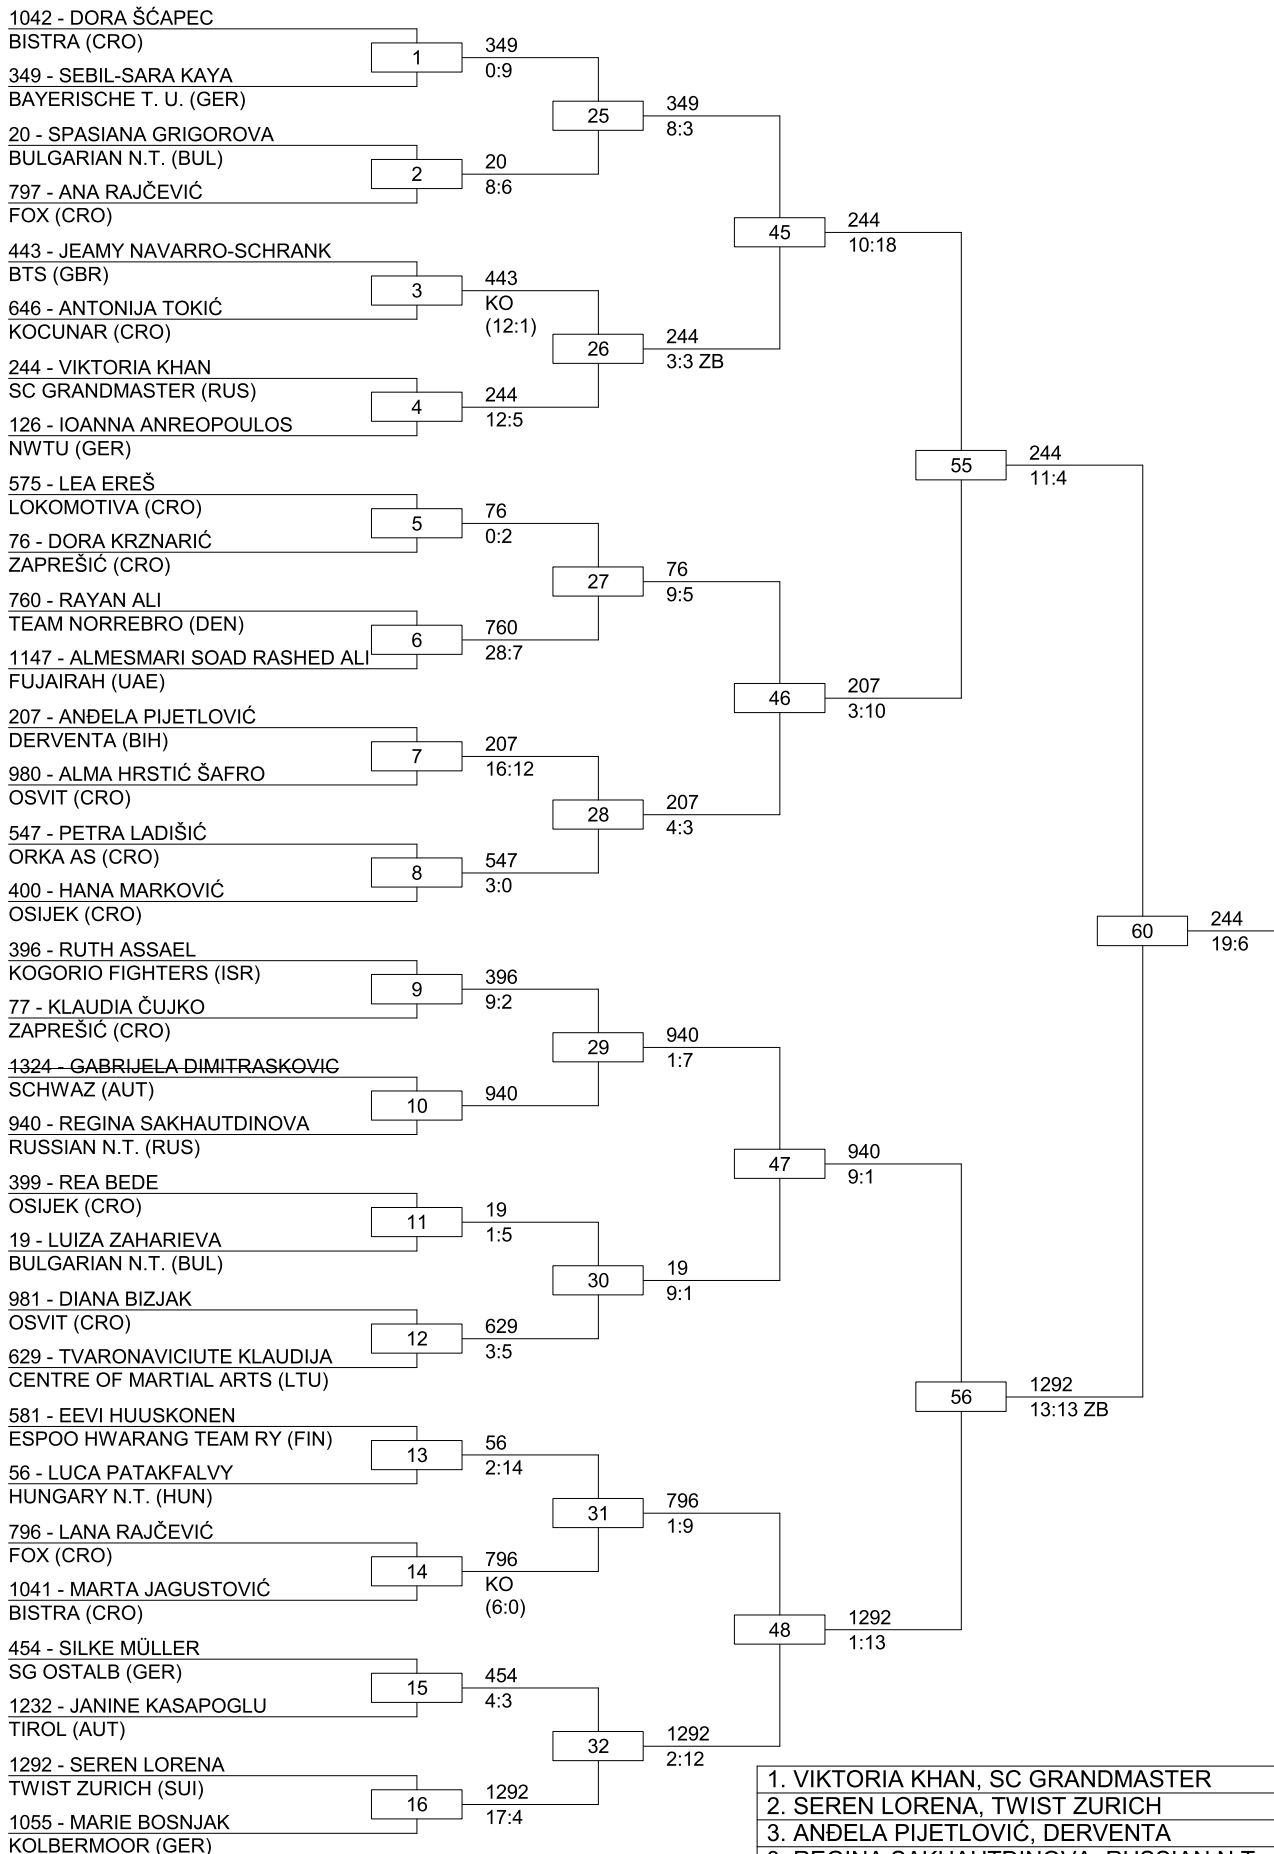 1042 - DORA ŠĆAPEC
BISTRA (CRO)
1
349
0:9
349 - SEBIL-SARA KAYA
BAYERISCHE T. U. (GER)
25
349
8:3
20 - SPASIANA GRIGOROVA
BULGARIAN N.T. (BUL)
2
20
8:6
797 - ANA RAJČEVIĆ
FOX (CRO)
45
244
10:18
443 - JEAMY NAVARRO-SCHRANK
BTS (GBR)
3
443
KO
(12:1)
646 - ANTONIJA TOKIĆ
KOCUNAR (CRO)
26
244
3:3 ZB
244 - VIKTORIA KHAN
SC GRANDMASTER (RUS)
4
244
12:5
126 - IOANNA ANREOPOULOS
NWTU (GER)
55
244
11:4
575 - LEA EREŠ
LOKOMOTIVA (CRO)
5
76
0:2
76 - DORA KRZNARIĆ
ZAPREŠIĆ (CRO)
27
76
9:5
760 - RAYAN ALI
TEAM NORREBRO (DEN)
6
760
28:7
1147 - ALMESMARI SOAD RASHED ALI
FUJAIRAH (UAE)
46
207
3:10
207 - ANĐELA PIJETLOVIĆ
DERVENTA (BIH)
7
207
16:12
980 - ALMA HRSTIĆ ŠAFRO
OSVIT (CRO)
28
207
4:3
547 - PETRA LADIŠIĆ
ORKA AS (CRO)
8
547
3:0
400 - HANA MARKOVIĆ
OSIJEK (CRO)
60
244
19:6
396 - RUTH ASSAEL
KOGORIO FIGHTERS (ISR)
9
396
9:2
77 - KLAUDIA ČUJKO
ZAPREŠIĆ (CRO)
29
940
1:7
1324 - GABRIJELA DIMITRASKOVIC
SCHWAZ (AUT)
10
940
940 - REGINA SAKHAUTDINOVA
RUSSIAN N.T. (RUS)
47
940
9:1
399 - REA BEDE
OSIJEK (CRO)
11
19
1:5
19 - LUIZA ZAHARIEVA
BULGARIAN N.T. (BUL)
30
19
9:1
981 - DIANA BIZJAK
OSVIT (CRO)
12
629
3:5
629 - TVARONAVICIUTE KLAUDIJA
CENTRE OF MARTIAL ARTS (LTU)
56
1292
13:13 ZB
581 - EEVI HUUSKONEN
ESPOO HWARANG TEAM RY (FIN)
13
56
2:14
56 - LUCA PATAKFALVY
HUNGARY N.T. (HUN)
31
796
1:9
796 - LANA RAJČEVIĆ
FOX (CRO)
14
796
KO
(6:0)
1041 - MARTA JAGUSTOVIĆ
BISTRA (CRO)
48
1292
1:13
454 - SILKE MÜLLER
SG OSTALB (GER)
15
454
4:3
1232 - JANINE KASAPOGLU
TIROL (AUT)
32
1292
2:12
1292 - SEREN LORENA
TWIST ZURICH (SUI)
16
1292
17:4
1055 - MARIE BOSNJAK
KOLBERMOOR (GER)
1. VIKTORIA KHAN, SC GRANDMASTER
2. SEREN LORENA, TWIST ZURICH
3. ANĐELA PIJETLOVIĆ, DERVENTA
3. REGINA SAKHAUTDINOVA, RUSSIAN N.T.